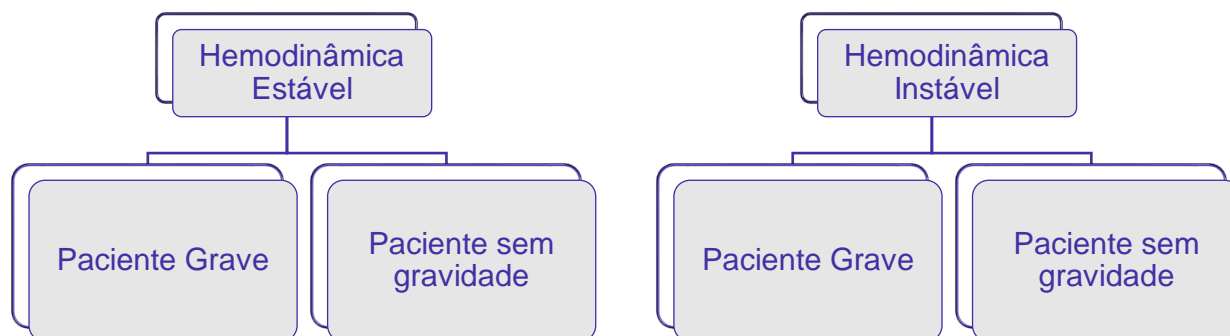 Hemodinâmica
Estável
Paciente Grave
Paciente sem
gravidade
Hemodinâmica
Instável
Paciente Grave
Paciente sem
gravidade